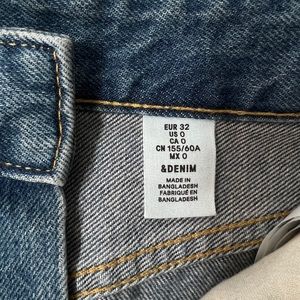 EUR 32
US 0
CA 0
CN 155/60A
MX 0
&DENIM
MADE IN
BANGLADESH
FABRIQUÉ EN
BANGLADESH